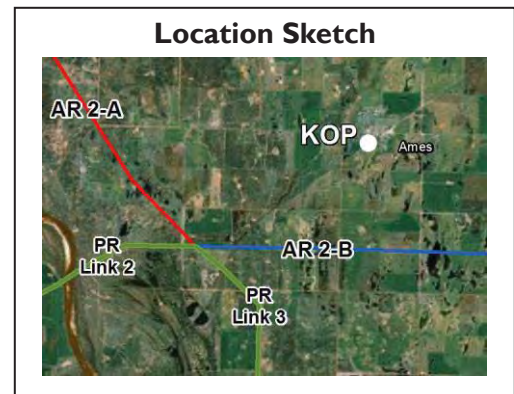 Location Sketch
AR 2-A
KOP
Ames
PR
Link 2
AR 2-B
PR
Link 3